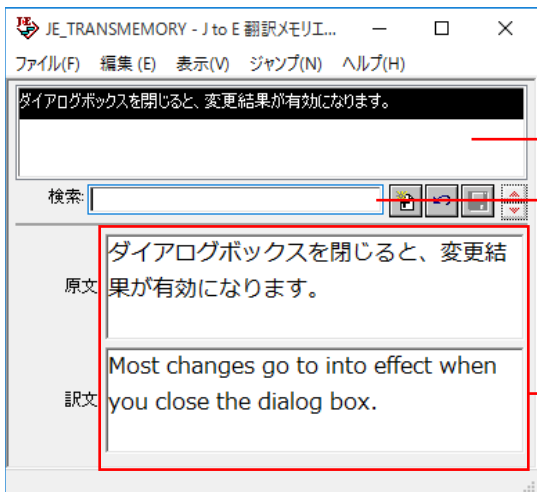 JE_TRANSMEMORY - J to E 翻訳メモリエ...
ファイル(F) 編集(E) 表示(V) ジャンプ(N) ヘルプ(H)
ダイアログボックスを閉じると、変更結果が有効になります。
検索:
原文
ダイアログボックスを閉じると、変更結
果が有効になります。
訳文
Most changes go to into effect when
you close the dialog box.